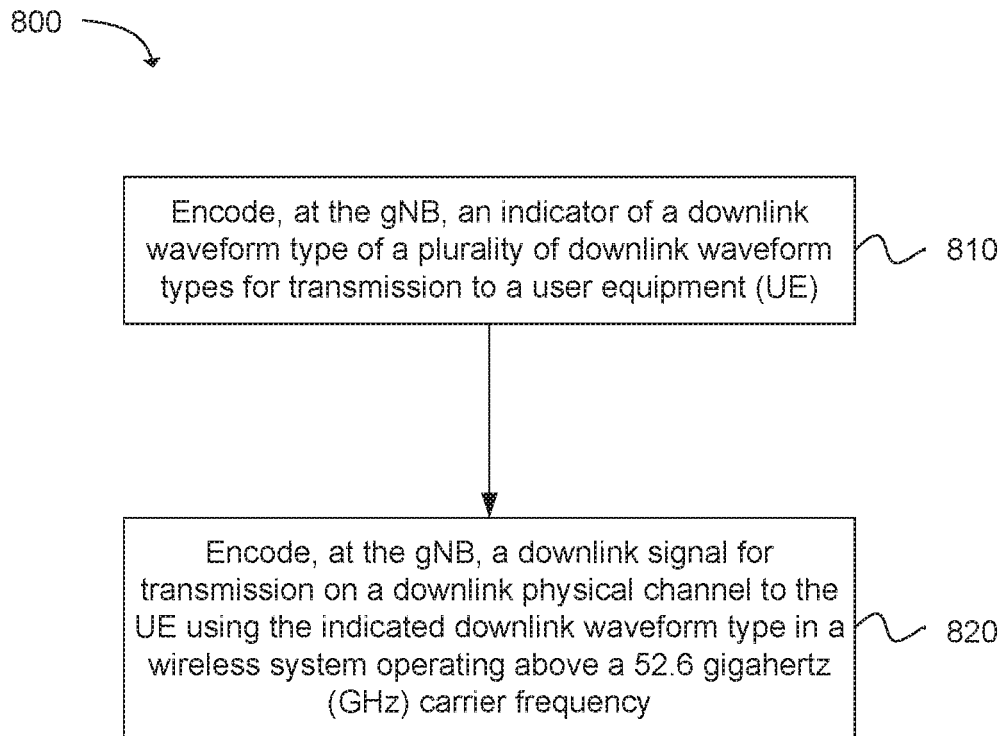 800
Encode, at the gNB, an indicator of a downlink
waveform type of a plurality of downlink waveform
types for transmission to a user equipment (UE)
810
Encode, at the gNB, a downlink signal for
transmission on a downlink physical channel to the
UE using the indicated downlink waveform type in a
wireless system operating above a 52.6 gigahertz
(GHz) carrier frequency
820